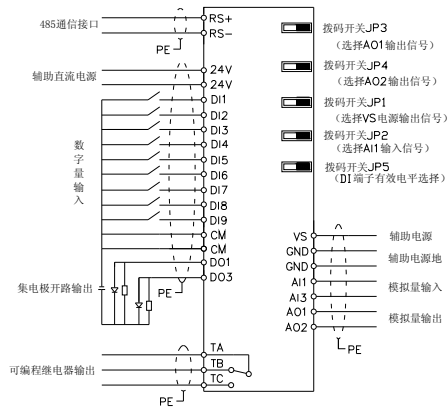 485通信接口
RS+
RS-
PE
拨码开关JP3
(选择AO1输出信号)
辅助直流电源
24V
24V
拨码开关JP4
(选择AO2输出信号)
数字量输入
DI1
DI2
DI3
DI4
DI5
DI6
DI7
DI8
DI9
CM
CM
拨码开关JP1
(选择VS电源输出信号)
拨码开关JP2
(选择AI1输入信号)
拨码开关JP5
(DI端子有效电平选择)
集电极开路输出
DO1
DO3
PE
VS
GND
GND
AI1
AI3
AO1
AO2
辅助电源
辅助电源地
模拟量输入
模拟量输出
PE
可编程继电器输出
TA
TB
TC
PE